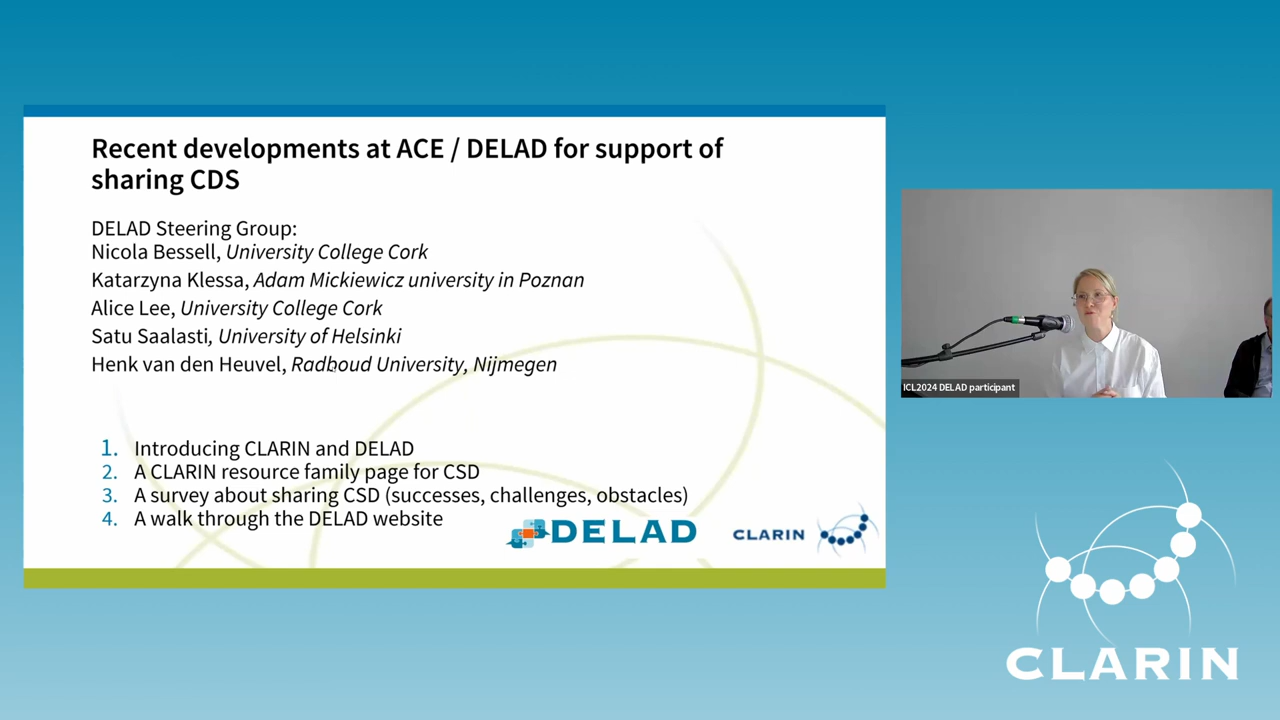 Recent developments at ACE / DELAD for support of
sharing CDS
DELAD Steering Group:
Nicola Bessell, University College Cork
Katarzyna Klessa, Adam Mickiewicz university in Poznan
Alice Lee, University College Cork
Satu Saalasti, University of Helsinki
Henk van den Heuvel, Radboud University, Nijmegen
1. Introducing CLARIN and DELAD
2. A CLARIN resource family page for CSD
3. A survey about sharing CSD (successes, challenges, obstacles)
4. A walk through the DELAD website
DELAD
CLARIN
ICL2024 DELAD participant
CLARIN